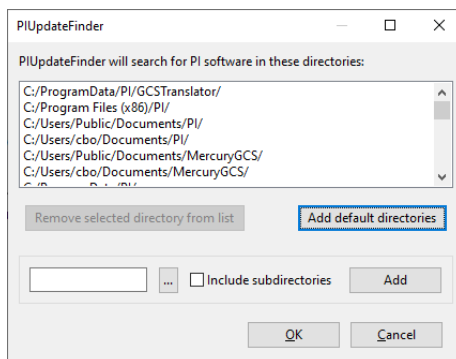 PIUpdateFinder
PIUpdateFinder will search for PI software in these directories:
C:/ProgramData/PI/GCSTranslator/
C:/Program Files (x86)/PI/
C:/Users/Public/Documents/PI/
C:/Users/cbo/Documents/PI/
C:/Users/Public/Documents/MercuryGCS/
C:/Users/cbo/Documents/MercuryGCS/
C:/ProgramData/PI/
Remove selected directory from list
Add default directories
...
Include subdirectories
Add
OK
Cancel